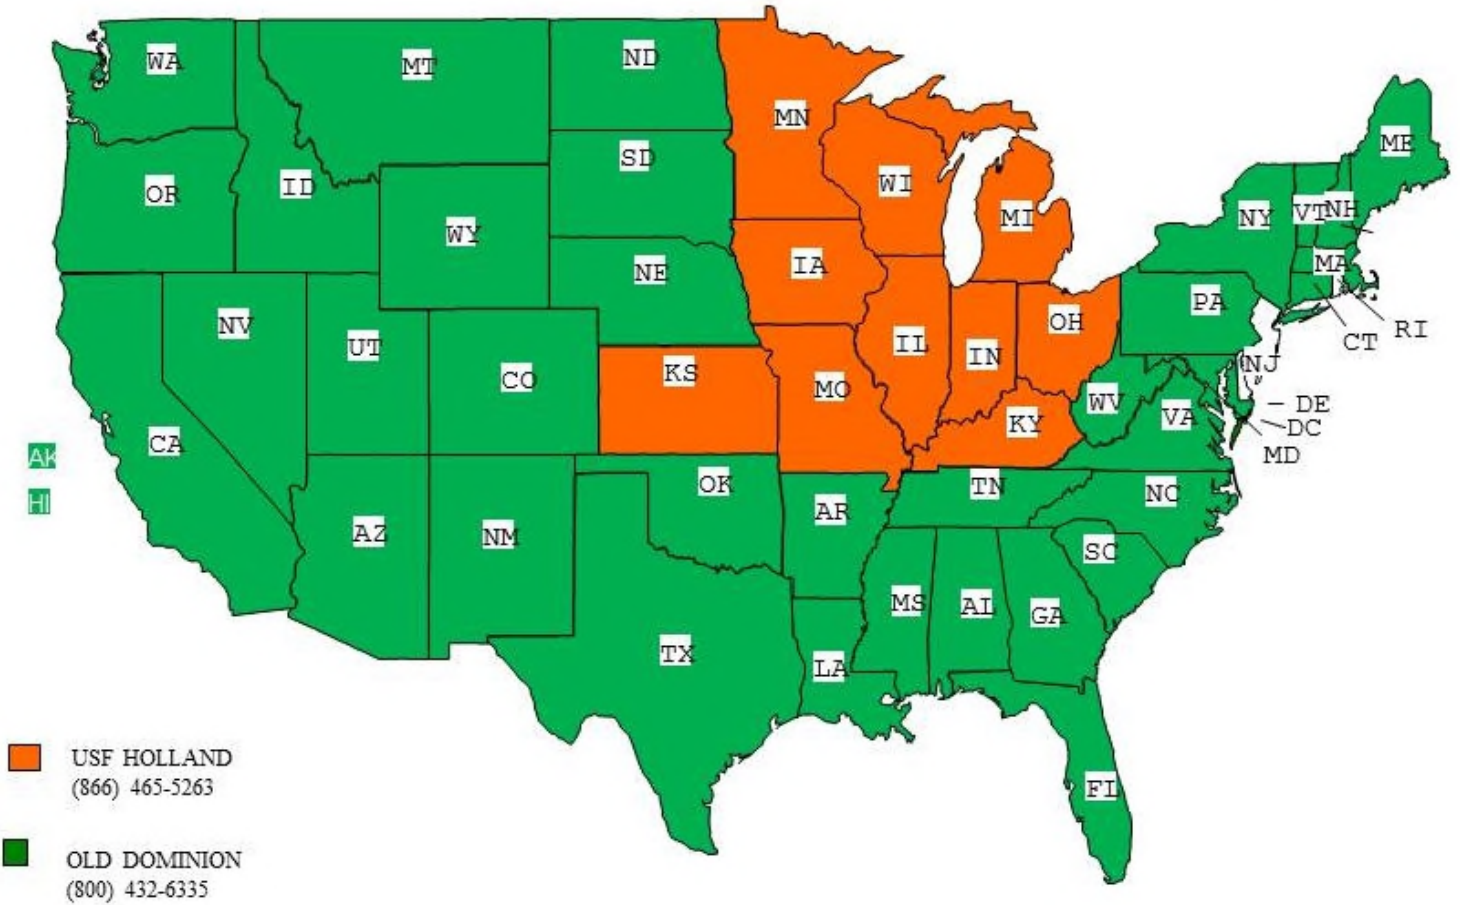 WA
MT
ND
MN
ME
SD
OR
ID
WI
VT
NH
NY
MI
WY
IA
MA
NE
PA
NV
OH
RI
UT
IL
CT
IN
NJ
KS
CO
MO
WV
DE
KY
VA
DC
CA
AK
MD
OK
TN
NC
HI
AR
AZ
NM
SC
MS
AL
GA
TX
LA
FL
USF HOLLAND
(866) 465-5263
OLD DOMINION
(800) 432-6335